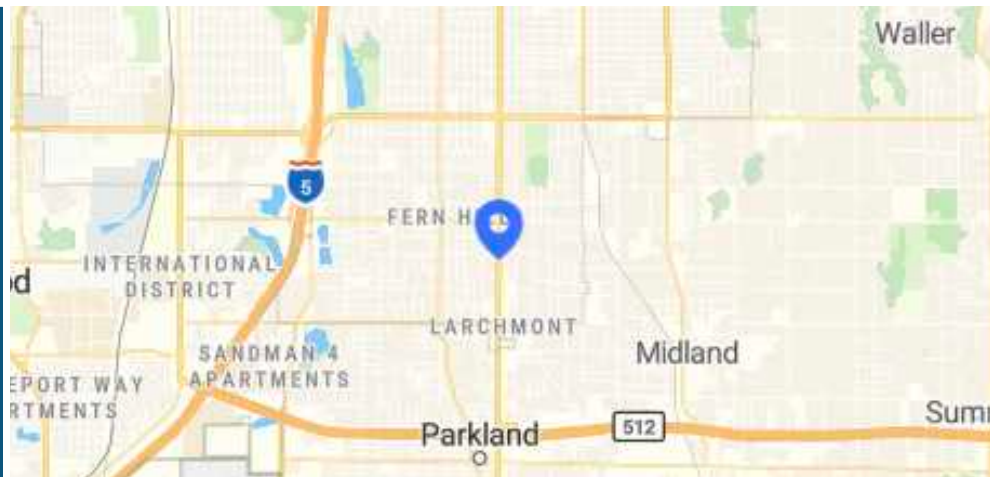 Waller
5
FERN H
INTERNATIONAL
DISTRICT
od
LARCHMONT
SANDMAN 4
APARTMENTS
Midland
EPORT WAY
RTMENTS
512
Parkland
Sum